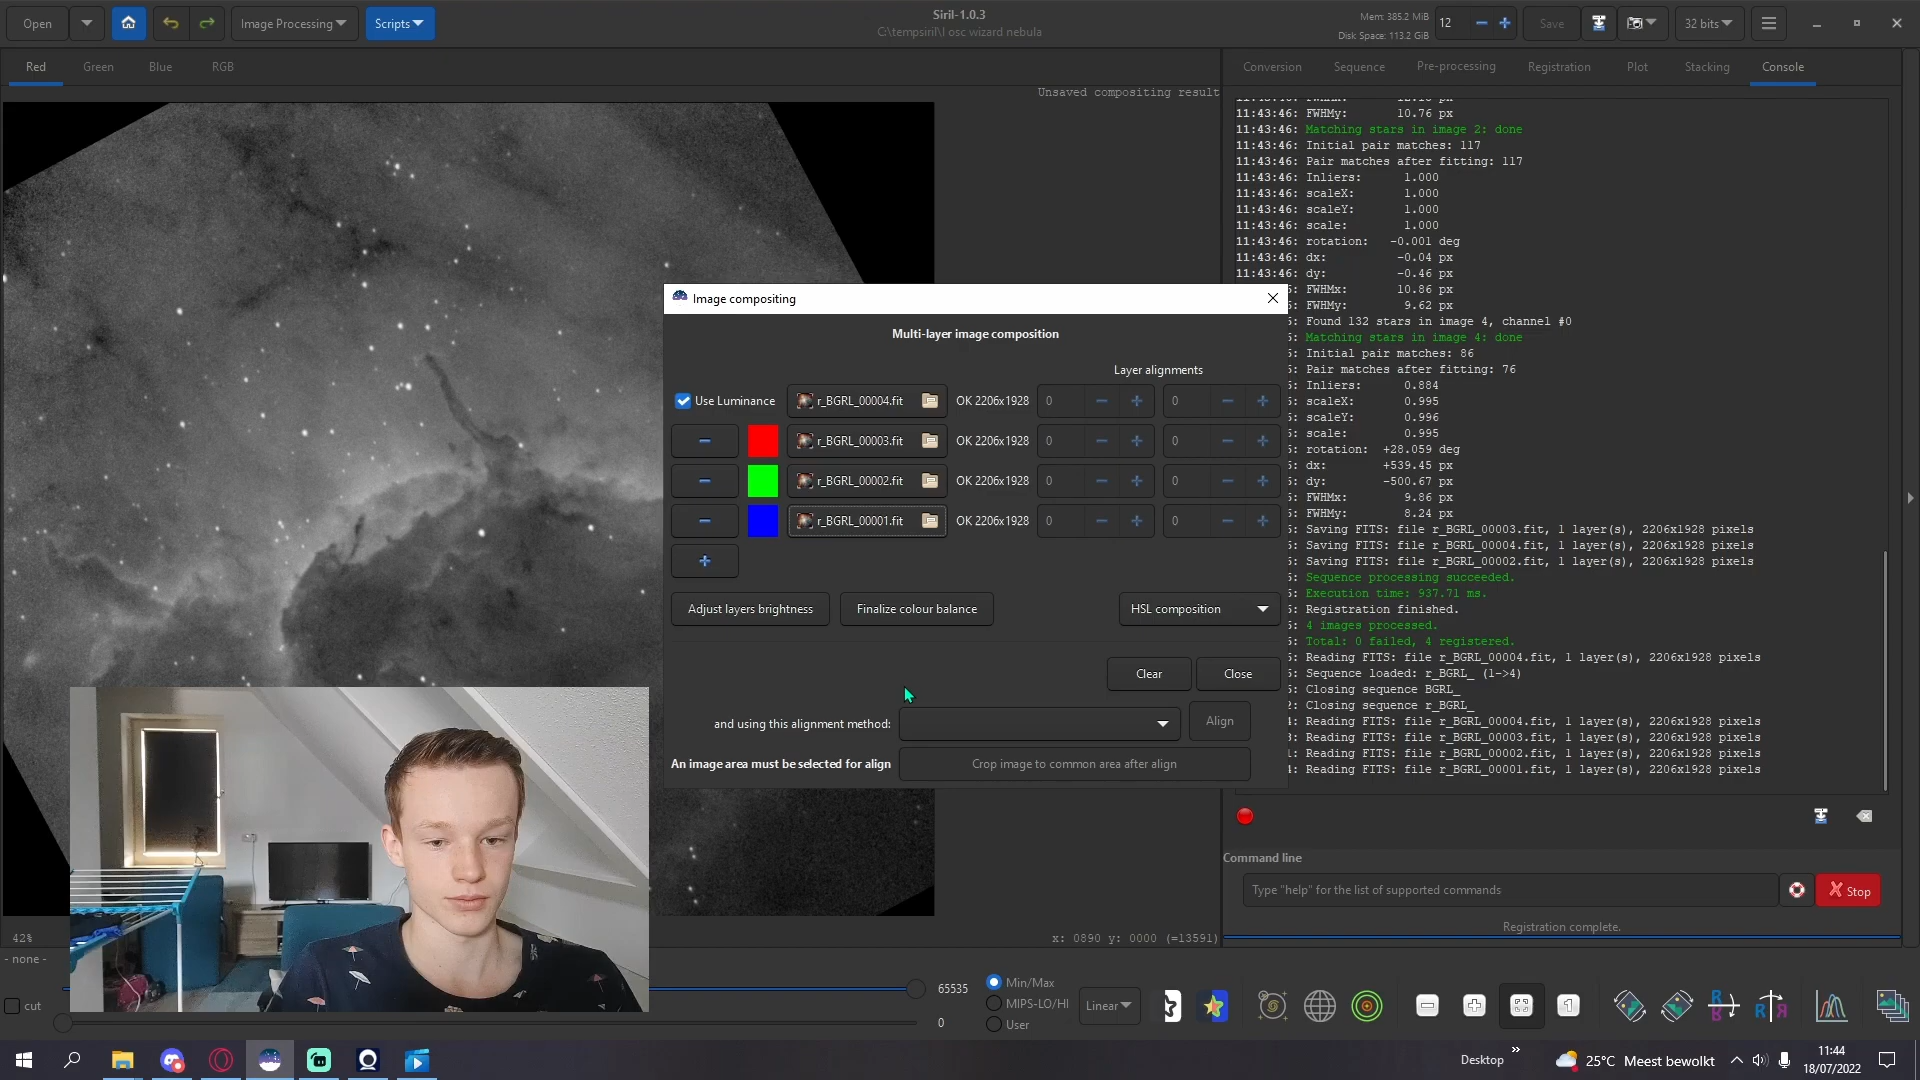 Open
Image Processing
Scripts
Siril-1.0.3
C:\tempsiril\l osc wizard nebula
Mem: 385.2 MiB
Disk Space: 113.2 GiB
12
Save
32 bits
Red
Green
Blue
RGB
Unsaved compositing result
Conversion
Sequence
Pre-processing
Registration
Plot
Stacking
Console
11:43:46: FWHMy: 10.76 px
11:43:46: Matching stars in image 2: done
11:43:46: Initial pair matches: 117
11:43:46: Pair matches after fitting: 117
11:43:46: Inliers: 1.000
11:43:46: scaleX: 1.000
11:43:46: scaleY: 1.000
11:43:46: scale: 1.000
11:43:46: rotation: -0.001 deg
11:43:46: dx: -0.04 px
11:43:46: dy: -0.46 px
11:43:46: FWHMx: 10.86 px
FWHMy: 9.62 px
Found 132 stars in image 4, channel #0
Matching stars in image 4: done
Initial pair matches: 86
Pair matches after fitting: 76
Inliers: 0.884
scaleX: 0.995
scaleY: 0.996
scale: 0.995
rotation: +28.059 deg
dx: +539.45 px
dy: -500.67 px
FWHMx: 9.86 px
FWHMy: 8.24 px
Saving FITS: file r_BGRL_00003.fit, 1 layer(s), 2206x1928 pixels
Saving FITS: file r_BGRL_00004.fit, 1 layer(s), 2206x1928 pixels
Saving FITS: file r_BGRL_00002.fit, 1 layer(s), 2206x1928 pixels
Sequence processing succeeded.
Execution time: 937.71 ms.
Registration finished.
4 images processed.
Total: 0 failed, 4 registered.
Reading FITS: file r_BGRL_00004.fit, 1 layer(s), 2206x1928 pixels
Sequence loaded: r_BGRL_ (1->4)
Closing sequence BGRL_
Closing sequence r_BGRL_
Reading FITS: file r_BGRL_00004.fit, 1 layer(s), 2206x1928 pixels
Reading FITS: file r_BGRL_00003.fit, 1 layer(s), 2206x1928 pixels
Reading FITS: file r_BGRL_00002.fit, 1 layer(s), 2206x1928 pixels
Reading FITS: file r_BGRL_00001.fit, 1 layer(s), 2206x1928 pixels
Image compositing
Multi-layer image composition
Layer alignments
Use Luminance r_BGRL_00004.fit OK 2206x1928 0 0
r_BGRL_00003.fit OK 2206x1928 0 0
r_BGRL_00002.fit OK 2206x1928 0 0
r_BGRL_00001.fit OK 2206x1928 0 0
Adjust layers brightness
Finalize colour balance
HSL composition
Clear
Close
and using this alignment method:
Align
An image area must be selected for align
Crop image to common area after align
Command line
Type "help" for the list of supported commands
Stop
Registration complete.
42%
x: 0890 y: 0000 (=13591)
- none -
cut
65535
0
Min/Max
MIPS-LO/HI
User
Linear
1
Desktop
25°C Meest bewolkt
11:44
18/07/2022